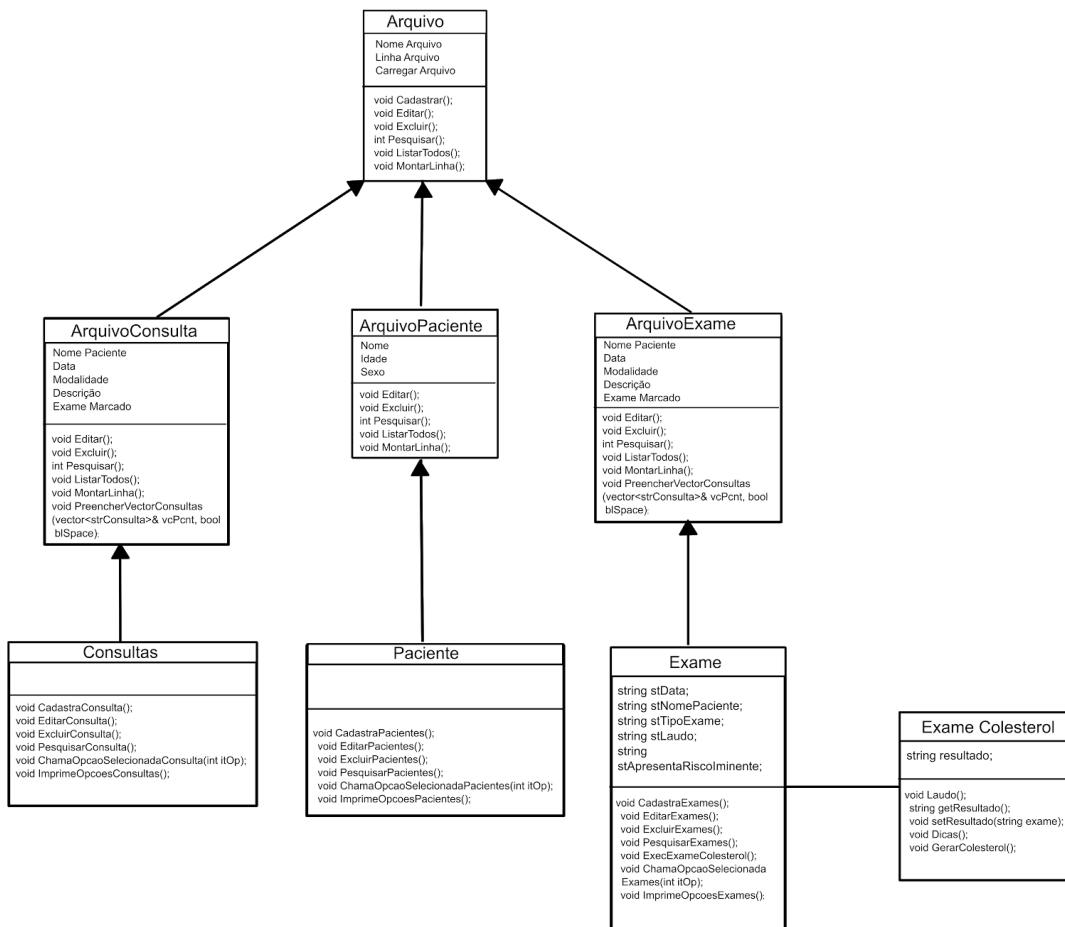 Arquivo
Nome Arquivo
Linha Arquivo
Carregar Arquivo
void Cadastrar();
void Editar();
void Excluir();
int Pesquisar();
void ListarTodos();
void MontarLinha();
ArquivoConsulta
Nome Paciente
Data
Modalidade
Descrição
Exame Marcado
void Editar();
void Excluir();
int Pesquisar();
void ListarTodos();
void MontarLinha();
void PreencherVectorConsultas
(vector<strConsulta>& vcPcnt, bool
blSpace);
ArquivoPaciente
Nome
Idade
Sexo
void Editar();
void Excluir();
int Pesquisar();
void ListarTodos();
void MontarLinha();
ArquivoExame
Nome Paciente
Data
Modalidade
Descrição
Exame Marcado
void Editar();
void Excluir();
int Pesquisar();
void ListarTodos();
void MontarLinha();
void PreencherVectorConsultas
(vector<strConsulta>& vcPcnt, bool
blSpace);
Consultas
void CadastraConsulta();
void EditarConsulta();
void ExcluirConsulta();
void PesquisarConsulta();
void ChamaOpcaoSelecionadaConsulta(int itOp);
void ImprimeOpcoesConsultas();
Paciente
void CadastraPacientes();
void EditarPacientes();
void ExcluirPacientes();
void PesquisarPacientes();
void ChamaOpcaoSelecionadaPacientes(int itOp);
void ImprimeOpcoesPacientes();
Exame
string stData;
string stNomePaciente;
string stTipoExame;
string stLaudo;
string
stApresentaRiscoIminente;
void CadastraExames();
void EditarExames();
void ExcluirExames();
void PesquisarExames();
void ExecExameColesterol();
void ChamaOpcaoSelecionada
Exames(int itOp);
void ImprimeOpcoesExames();
Exame Colesterol
string resultado;
void Laudo();
string getResultado();
void setResultado(string exame);
void Dicas();
void GerarColesterol();